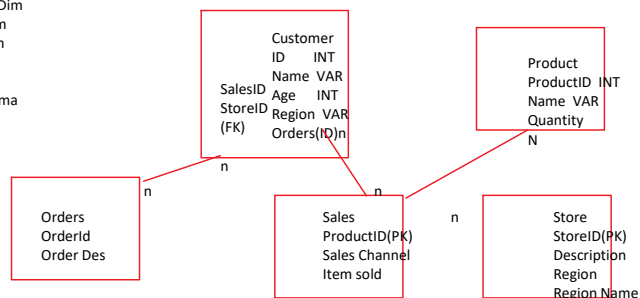 Dim
m
n
ma
Customer
ID INT
Name VAR
Age INT
Region VAR
Orders(ID)n
SalesID
StoreID
(FK)
n
Product
ProductID INT
Name VAR
Quantity
N
n
n
n
Orders
OrderId
Order Des
Sales
ProductID(PK)
Sales Channel
Item sold
Store
StoreID(PK)
Description
Region
Region Name